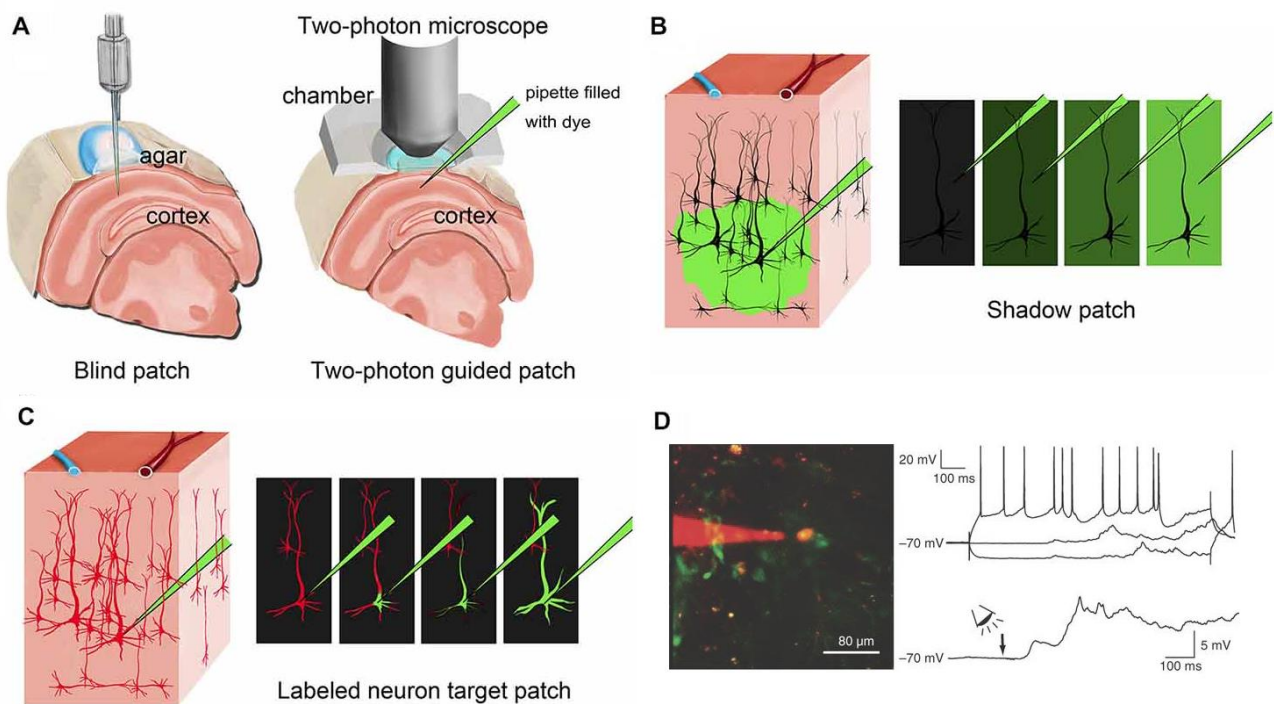 A
Two-photon microscope
chamber
pipette filled
with dye
agar
cortex
cortex
Blind patch
Two-photon guided patch
B
Shadow patch
C
Labeled neuron target patch
D
80 μm
20 mV
100 ms
−70 mV
−70 mV
5 mV
100 ms